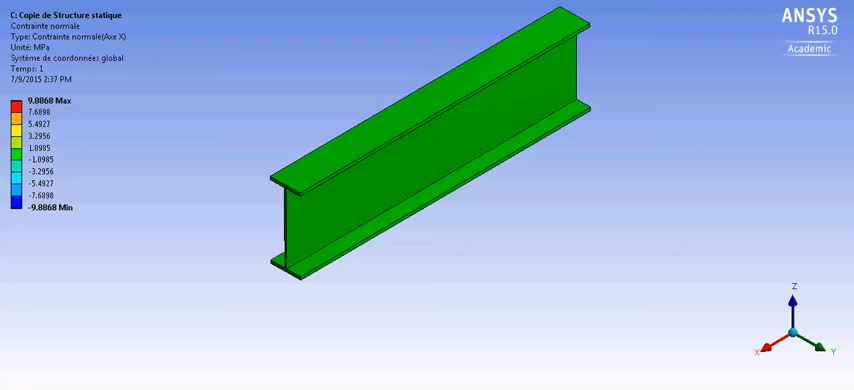 C: Copie de Structure statique
Contrainte normale
Type: Contrainte normale(Axe X)
Unité: MPa
Système de coordonnées global
Temps: 1
7/9/2015 2:37 PM
9.8868 Max
7.6898
5.4927
3.2956
1.0985
-1.0985
-3.2956
-5.4927
-7.6898
-9.8868 Min
ANSYS
R15.0
Academic
Z
X
Y